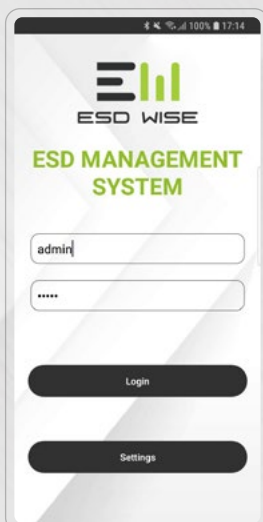 100% 17:14
ESD WISE
ESD MANAGEMENT
SYSTEM
admin
•••••
Login
Settings